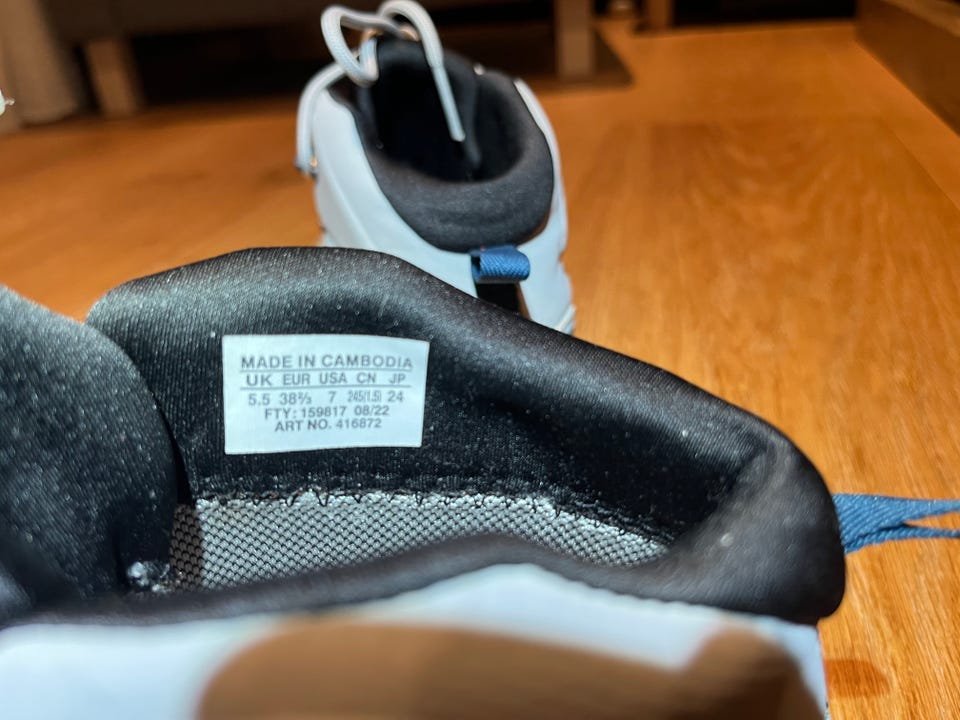 MADE IN CAMBODIA
UK EUR USA CN JP
5.5 38⅔ 7 245(1.5) 24
FTY: 159817 08/22
ART NO. 416872